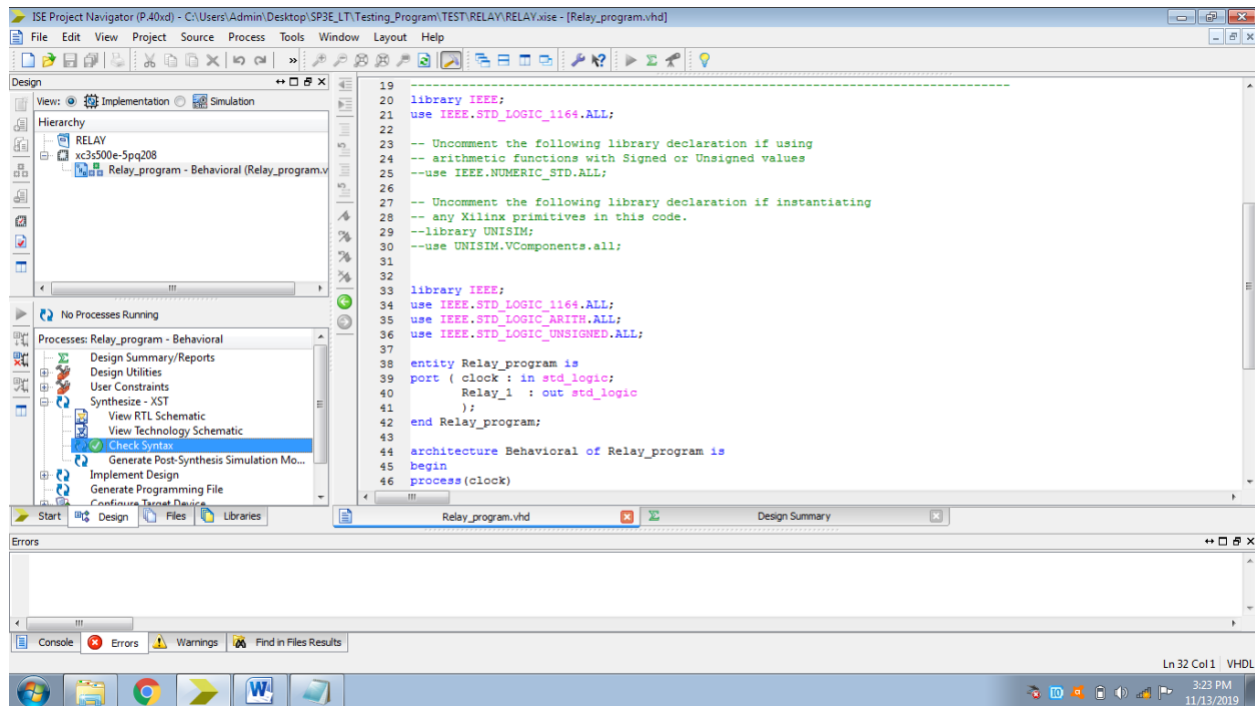 ISE Project Navigator (P.40xd) - C:\Users\Admin\Desktop\SP3E_LT\Testing_Program\TEST\RELAY\RELAY.xise - [Relay_program.vhd]
File Edit View Project Source Process Tools Window Layout Help
Design
View: Implementation Simulation
Hierarchy
RELAY
xc3s500e-5pq208
Relay_program - Behavioral (Relay_program.v
No Processes Running
Processes: Relay_program - Behavioral
Design Summary/Reports
Design Utilities
User Constraints
Synthesize - XST
View RTL Schematic
View Technology Schematic
Check Syntax
Generate Post-Synthesis Simulation Mo...
Implement Design
Generate Programming File
Configure Target Device
Start Design Files Libraries
19 --------------------------------------------------------------------------------
20 library IEEE;
21 use IEEE.STD_LOGIC_1164.ALL;
22
23 -- Uncomment the following library declaration if using
24 -- arithmetic functions with Signed or Unsigned values
25 --use IEEE.NUMERIC_STD.ALL;
26
27 -- Uncomment the following library declaration if instantiating
28 -- any Xilinx primitives in this code.
29 --library UNISIM;
30 --use UNISIM.VComponents.all;
31
32
33 library IEEE;
34 use IEEE.STD_LOGIC_1164.ALL;
35 use IEEE.STD_LOGIC_ARITH.ALL;
36 use IEEE.STD_LOGIC_UNSIGNED.ALL;
37
38 entity Relay_program is
39 port ( clock : in std_logic;
40 Relay_1 : out std_logic
41 );
42 end Relay_program;
43
44 architecture Behavioral of Relay_program is
45 begin
46 process(clock)
Relay_program.vhd Design Summary
Errors
Console Errors Warnings Find in Files Results
Ln 32 Col 1 VHDL
3:23 PM
11/13/2019